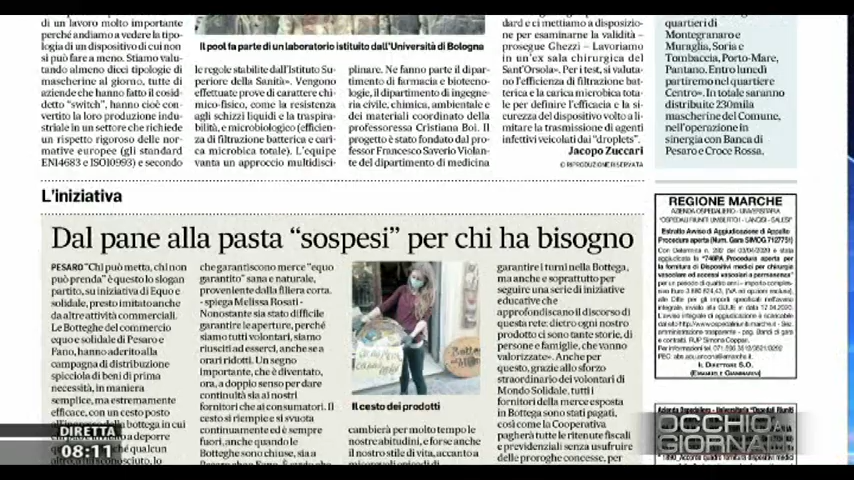 di un lavoro molto importante
perché andiamo a vedere la tipo-
logia di un dispositivo di cui non
si può fare a meno. Stiamo valu-
tando almeno dieci tipologie di
mascherine al giorno, tutte di
aziende che hanno fatto il cosid-
detto “switch”, hanno cioè con-
vertito la loro produzione indu-
striale in un settore che richiede
un rispetto rigoroso delle nor-
mative europee (gli standard
EN14683 e ISO10993) e secondo
Il pool fa parte di un laboratorio istituito dall'Università di Bologna
le regole stabilite dall'Istituto Su-
periore della Sanità». Vengono
effettuate prove di carattere chi-
mico-fisico, come la resistenza
agli schizzi liquidi e la traspira-
bilità, e microbiologico (efficien-
za di filtrazione batterica e cari-
ca microbica totale). L'equipe
vanta un approccio multidisci-
plinare. Ne fanno parte il dipar-
timento di farmacia e biotecno-
logie, il dipartimento di ingegne-
ria civile, chimica, ambientale e
dei materiali coordinato della
professoressa Cristiana Boi. Il
progetto è stato fondato dal pro-
fessor Francesco Saverio Violan-
te del dipartimento di medicina
dard e ci mettiamo a disposizio-
ne per esaminarne la validità –
prosegue Ghezzi – Lavoriamo
in un'ex sala chirurgica del
Sant'Orsola». Per i test, si valuta-
no l'efficienza di filtrazione bat-
terica e la carica microbica tota-
le per definire l'efficacia e la si-
curezza del dispositivo volto a li-
mitare la trasmissione di agenti
infettivi veicolati dai “droplets”.
Jacopo Zuccari
© RIPRODUZIONE RISERVATA
quartieri di
Montegranaro e
Muraglia, Soria e
Tombaccia, Porto-Mare,
Pantano. Entro lunedì
partiremo nel quartiere
Centro». In totale saranno
distribuite 230mila
mascherine del Comune,
nell'operazione in
sinergia con Banca di
Pesaro e Croce Rossa.
L'iniziativa
Dal pane alla pasta “sospesi” per chi ha bisogno
PESARO “Chi può metta, chi non
può prenda” è questo lo slogan
partito, su iniziativa di Equo e
solidale, presto imitato anche
da altre attività commerciali.
Le Botteghe del commercio
equo e solidale di Pesaro e
Fano, hanno aderito alla
campagna di distribuzione
spicciola di beni di prima
necessità, in maniera
semplice, ma estremamente
efficace, con un cesto posto
che garantiscono merce “equo
garantito” sana e naturale,
proveniente dalla filiera corta.
- spiega Melissa Rosati -
Nonostante sia stato difficile
garantire le aperture, perché
siamo tutti volontari, siamo
riusciti ad esserci, anche se a
orari ridotti. Un segno
importante, che è diventato,
ora, a doppio senso per dare
continuità sia ai nostri
fornitori che ai consumatori. Il
cesto si riempie e si svuota
continuamente ed è sempre
fuori, anche quando le
Botteghe sono chiuse, sia a
Il cesto dei prodotti
cambierà per molto tempo le
nostre abitudini, e forse anche
il nostro stile di vita, accanto a
garantire i turni nella Bottega,
ma anche e soprattutto per
seguire una serie di iniziative
educative che
approfondiscano il discorso di
questa rete: dietro ogni nostro
prodotto ci sono tante storie, di
persone e famiglie, che vanno
valorizzate». Anche per
questo, grazie allo sforzo
straordinario dei volontari di
Mondo Solidale, tutti i
fornitori della merce esposta
in Bottega sono stati pagati,
così come la Cooperativa
pagherà tutte le ritenute fiscali
e previdenziali senza usufruire
delle proroghe concesse, per
REGIONE MARCHE
AZIENDA OSPEDALIERO - UNIVERSITARIA
“OSPEDALI RIUNITI UMBERTO I - LANCISI - SALESI”
Estratto Avviso di Aggiudicazione di Appalto
IL DIRETTORE S.O.
DIRETTA
08:11
OCCHIO AL
GIORNALE